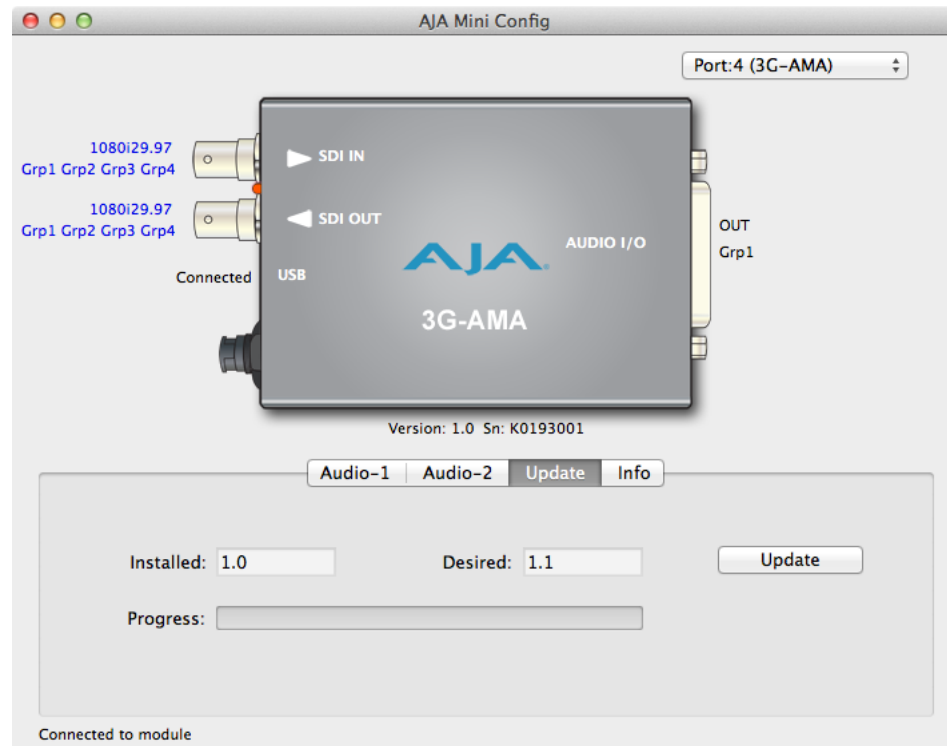 AJA Mini Config
Port:4 (3G-AMA)
1080i29.97
Grp1 Grp2 Grp3 Grp4
SDI IN
1080i29.97
Grp1 Grp2 Grp3 Grp4
SDI OUT
OUT
AUDIO I/O
Grp1
Connected
USB
AJA
3G-AMA
Version: 1.0 Sn: K0193001
Audio-1
Audio-2
Update
Info
Installed: 1.0
Desired: 1.1
Update
Progress:
Connected to module